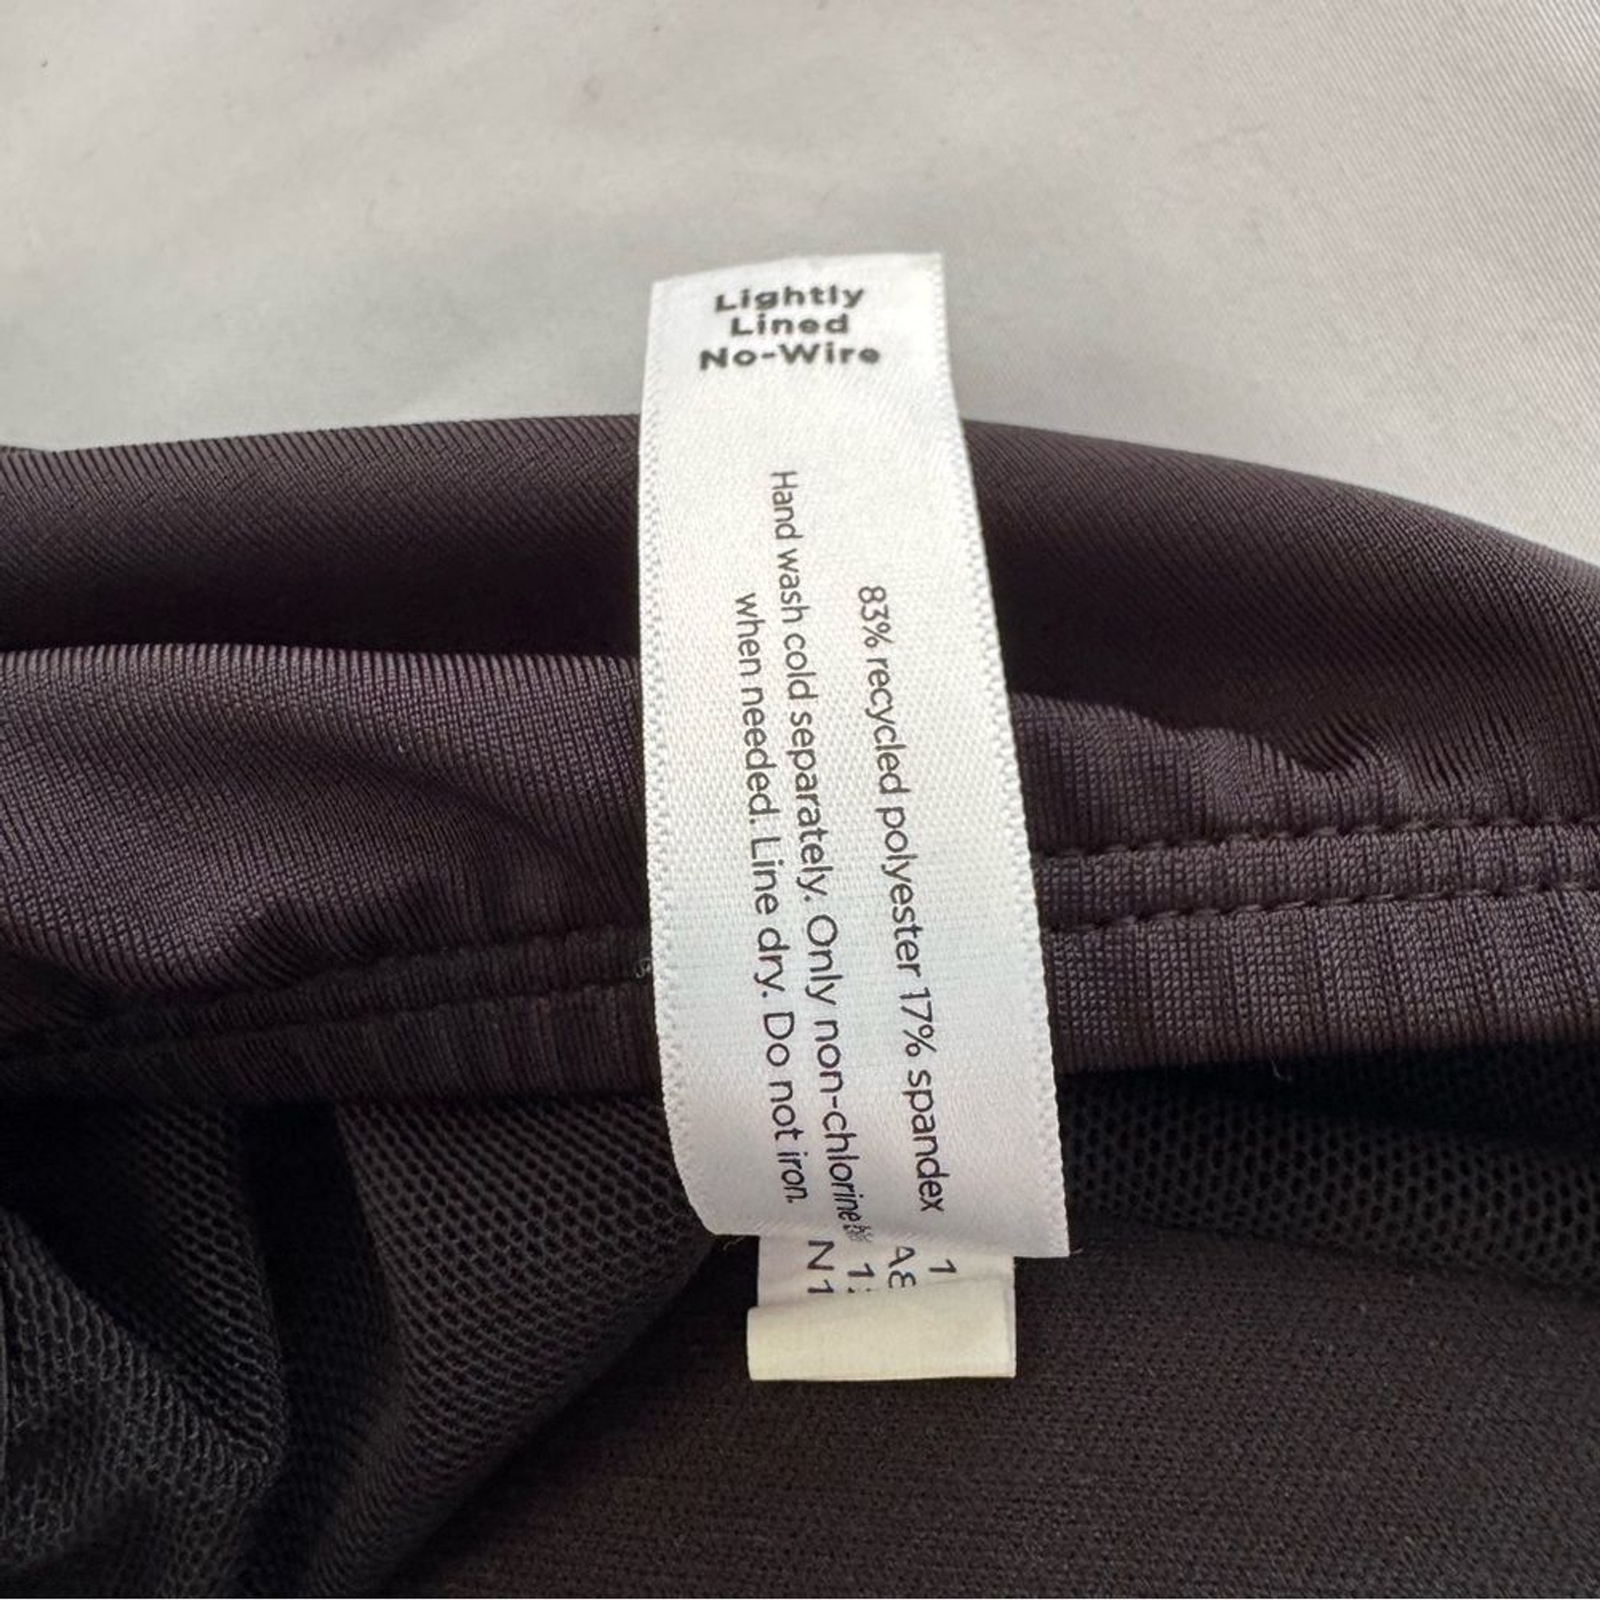 Lightly
Lined
No-Wire
83% recycled polyester 17% spandex
Hand wash cold separately. Only non-chlorine
when needed. Line dry. Do not iron.